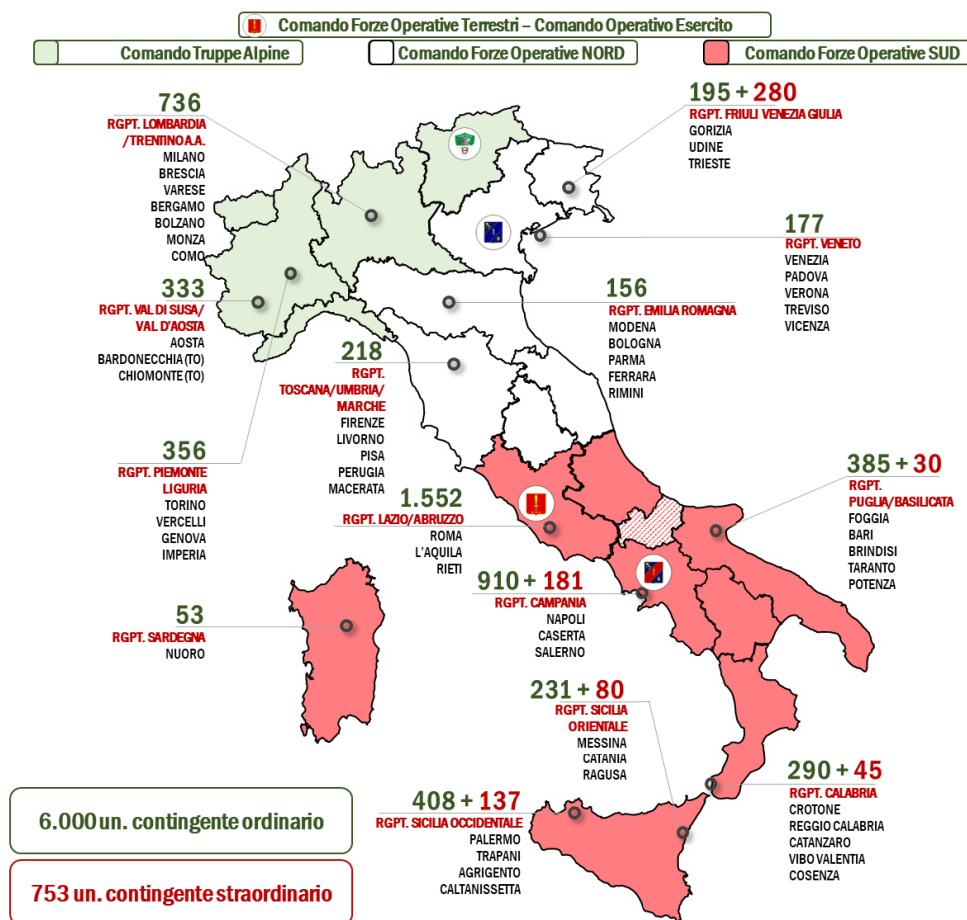 Comando Forze Operative Terrestri – Comando Operativo Esercito
Comando Truppe Alpine
Comando Forze Operative NORD
Comando Forze Operative SUD
736
RGPT. LOMBARDIA
/TRENTINO A.A.
MILANO
BRESCIA
VARESE
BERGAMO
BOLZANO
MONZA
COMO
195 + 280
RGPT. FRIULI VENEZIA GIULIA
GORIZIA
UDINE
TRIESTE
177
RGPT. VENETO
VENEZIA
PADOVA
VERONA
TREVISO
VICENZA
333
RGPT. VAL DI SUSA/
VAL D'AOSTA
AOSTA
BARDONECCHIA (TO)
CHIOMONTE (TO)
156
RGPT. EMILIA ROMAGNA
MODENA
BOLOGNA
PARMA
FERRARA
RIMINI
218
RGPT.
TOSCANA/UMBRIA/
MARCHE
FIRENZE
LIVORNO
PISA
PERUGIA
MACERATA
356
RGPT. PIEMONTE
LIGURIA
TORINO
VERCELLI
GENOVA
IMPERIA
1.552
RGPT. LAZIO/ABRUZZO
ROMA
L'AQUILA
RIETI
385 + 30
RGPT.
PUGLIA/BASILICATA
FOGGIA
BARI
BRINDISI
TARANTO
POTENZA
910 + 181
RGPT. CAMPANIA
NAPOLI
CASERTA
SALERNO
53
RGPT. SARDEGNA
NUORO
231 + 80
RGPT. SICILIA
ORIENTALE
MESSINA
CATANIA
RAGUSA
290 + 45
RGPT. CALABRIA
CROTONE
REGGIO CALABRIA
CATANZARO
VIBO VALENTIA
COSENZA
408 + 137
RGPT. SICILIA OCCIDENTALE
PALERMO
TRAPANI
AGRIGENTO
CALTANISSETTA
6.000 un. contingente ordinario
753 un. contingente straordinario